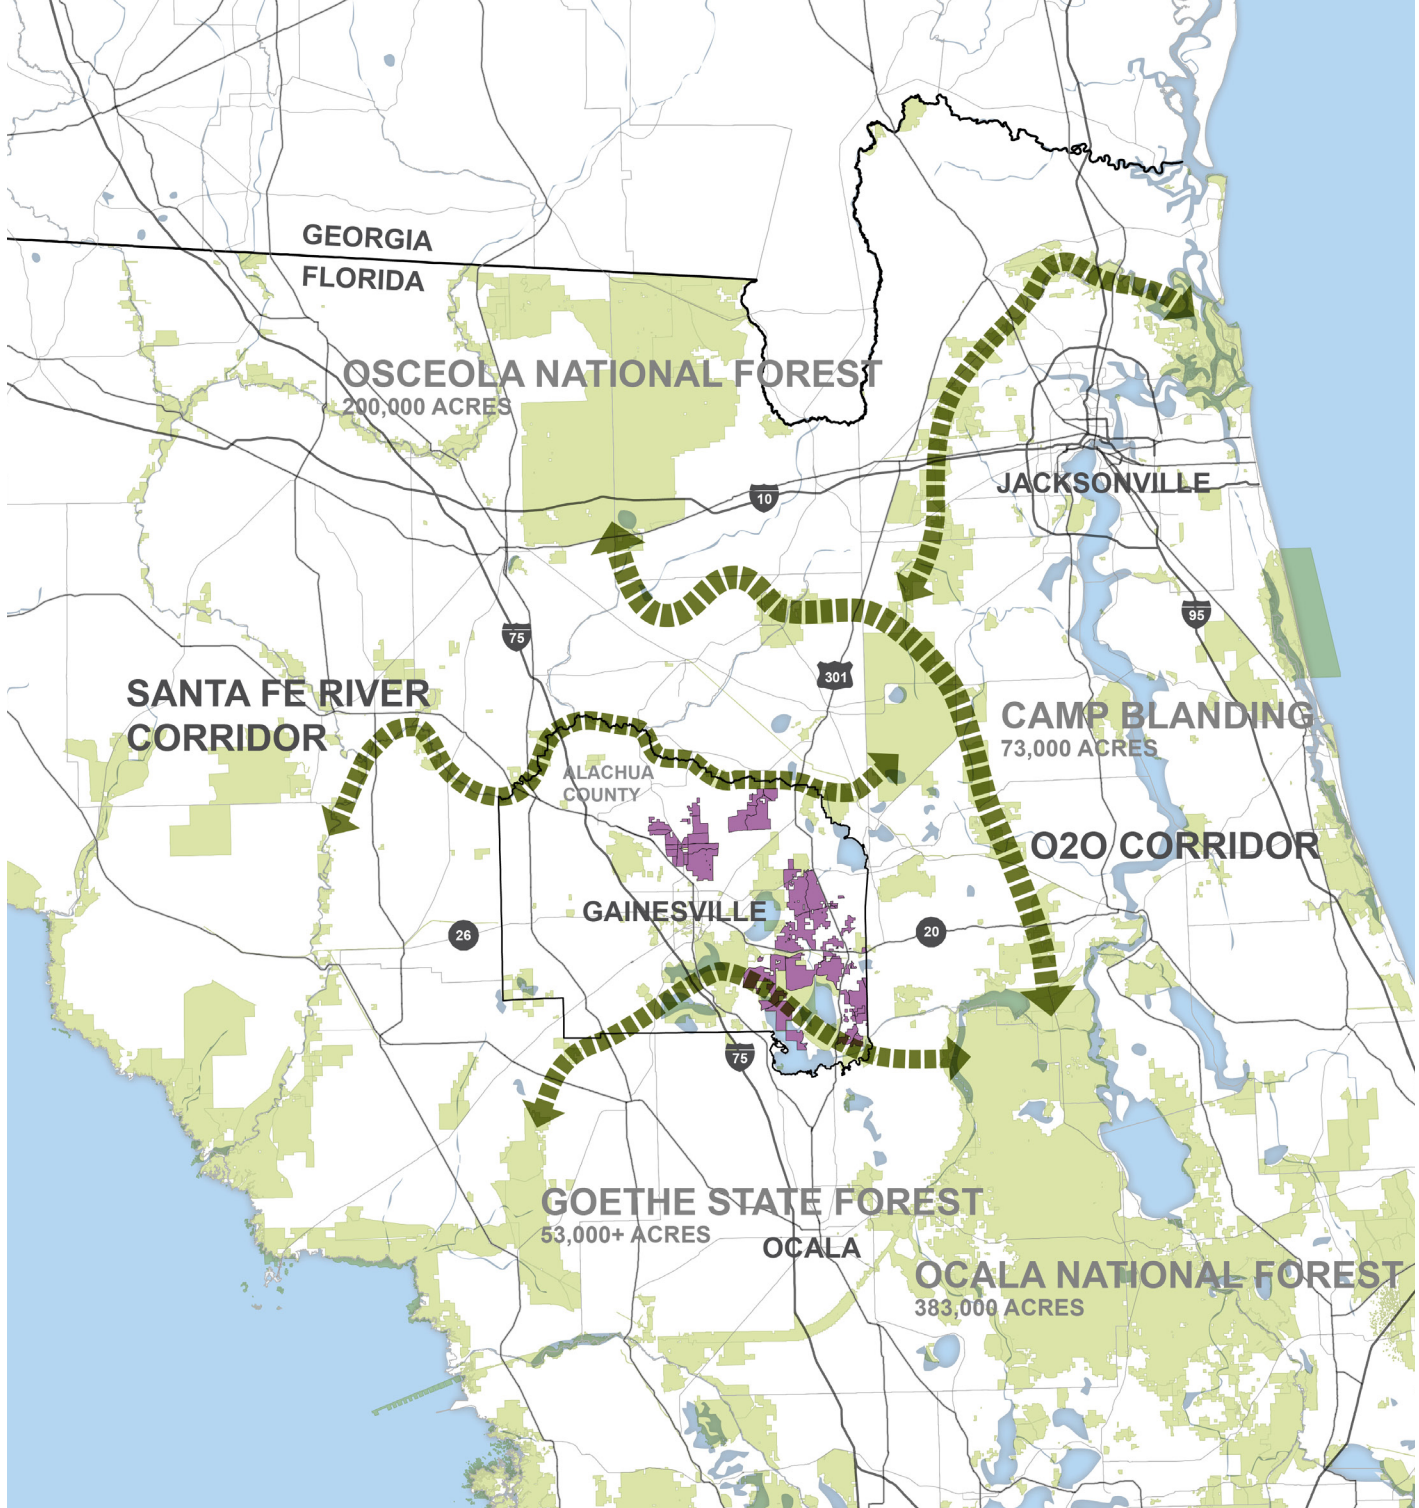 GEORGIA
FLORIDA
OSCEOLA NATIONAL FOREST
200,000 ACRES
JACKSONVILLE
10
95
75
301
SANTA FE RIVER
CORRIDOR
CAMP BLANDING
73,000 ACRES
ALACHUA
COUNTY
O2O CORRIDOR
GAINESVILLE
26
20
75
GOETHE STATE FOREST
53,000+ ACRES
OCALA
OCALA NATIONAL FOREST
383,000 ACRES